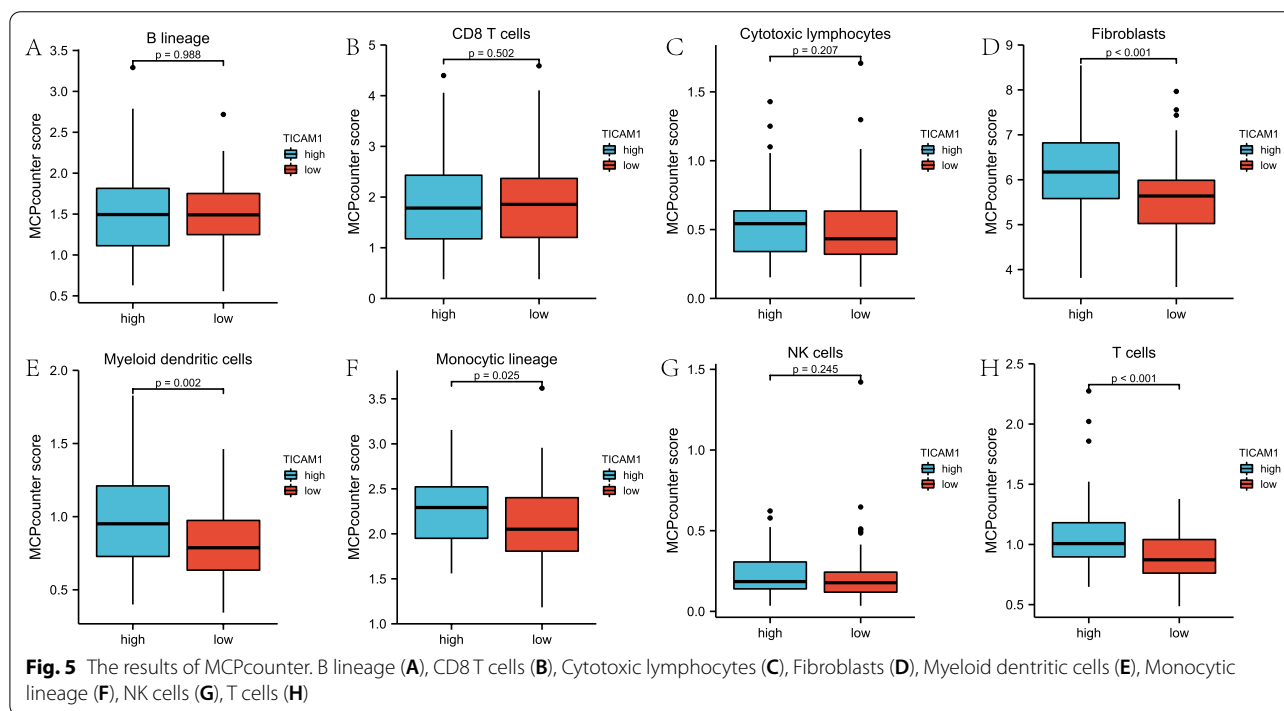 A
B lineage
p = 0.988
MCPcounter score
3.5
3.0
2.5
2.0
1.5
1.0
0.5
high
low
TICAM1
high
low
B
CD8 T cells
p = 0.502
MCPcounter score
5
4
3
2
1
0
high
low
TICAM1
high
low
C
Cytotoxic lymphocytes
p = 0.207
MCPcounter score
1.5
1.0
0.5
0.0
high
low
TICAM1
high
low
D
Fibroblasts
p < 0.001
MCPcounter score
9
8
7
6
5
4
high
low
TICAM1
high
low
E
Myeloid dendritic cells
p = 0.002
MCPcounter score
2.0
1.5
1.0
0.5
high
low
TICAM1
high
low
F
Monocytic lineage
p = 0.025
MCPcounter score
3.5
3.0
2.5
2.0
1.5
1.0
high
low
TICAM1
high
low
G
NK cells
p = 0.245
MCPcounter score
1.5
1.0
0.5
0.0
high
low
TICAM1
high
low
H
T cells
p < 0.001
MCPcounter score
2.5
2.0
1.5
1.0
0.5
high
low
TICAM1
high
low
Fig. 5 The results of MCPcounter. B lineage (A), CD8 T cells (B), Cytotoxic lymphocytes (C), Fibroblasts (D), Myeloid dentritic cells (E), Monocytic
lineage (F), NK cells (G), T cells (H)